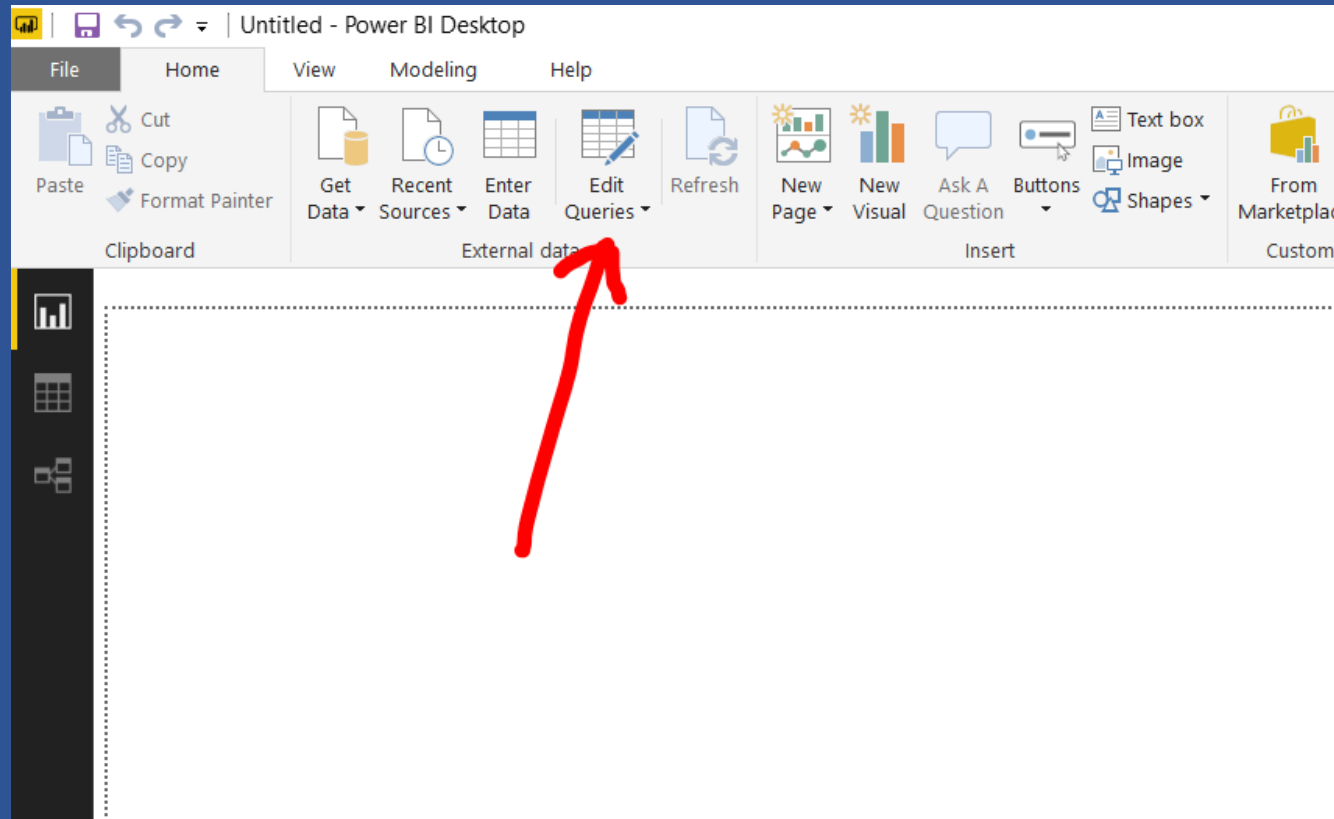 Untitled - Power BI Desktop
File Home View Modeling Help
Paste
Cut
Copy
Format Painter
Clipboard
Get Data
Recent Sources
Enter Data
Edit Queries
Refresh
External data
New Page
New Visual
Ask A Question
Buttons
Text box
Image
Shapes
Insert
From
Custom